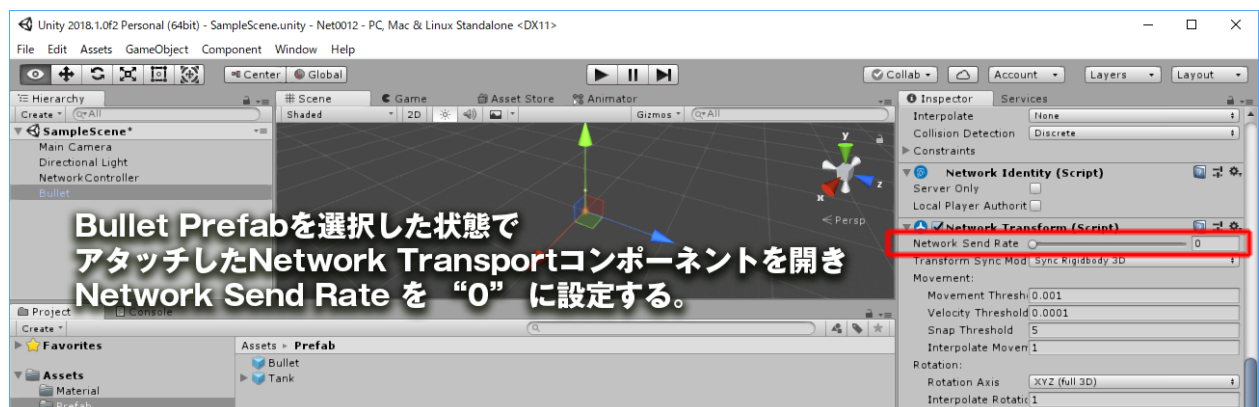 Unity 2018.1.0f2 Personal (64bit) - SampleScene.unity - Net0012 - PC, Mac & Linux Standalone <DX11>
File Edit Assets GameObject Component Window Help
Center Global Collab Account Layers Layout
Hierarchy Scene Game Asset Store Animator Inspector Services
Create All Shaded 2D Gizmos All Interpolate None
SampleScene* Collision Detection Discrete
Main Camera y Constraints
Directional Light
NetworkController z Network Identity (Script)
Bullet x Server Only
Local Player Authorit
Persp
Network Transform (Script)
Bullet Prefabを選択した状態で
アタッチしたNetwork Transportコンポーネントを開き
Network Send Rate を “0” に設定する。
Network Send Rate 0
Transform Sync Mod Sync Rigidbody 3D
Movement:
Movement Thresh 0.001
Velocity Threshold 0.0001
Snap Threshold 5
Interpolate Movem 1
Rotation:
Rotation Axis XYZ (full 3D)
Interpolate Rotatic 1
Project Console
Create
Favorites Assets Prefab
Bullet
Assets Tank
Material
Prefab